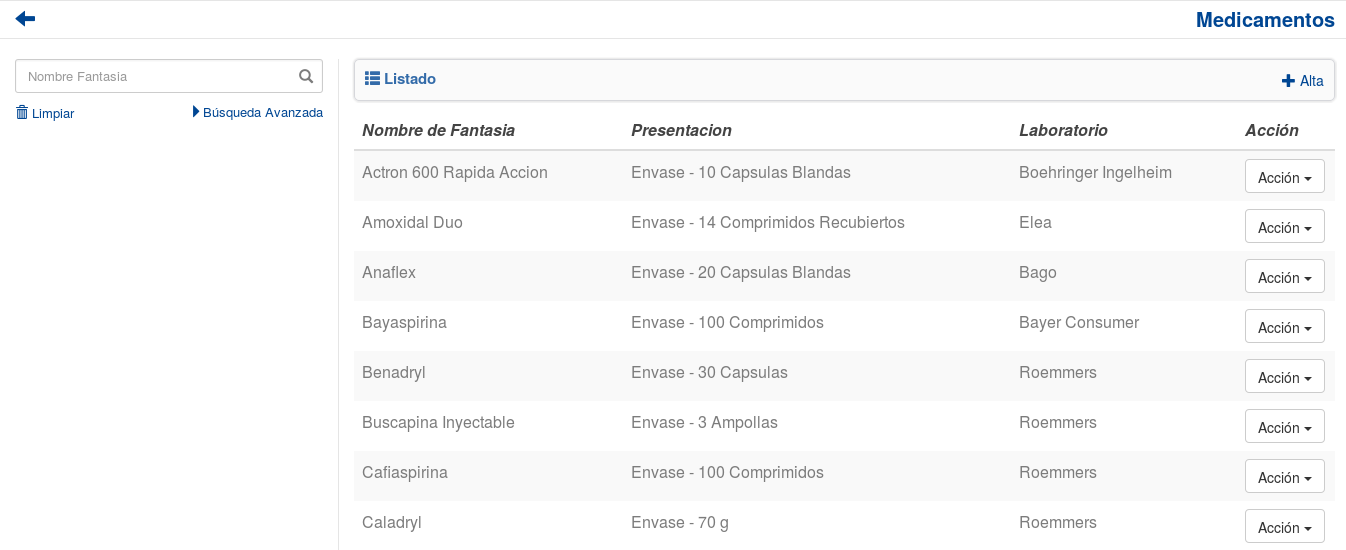 Medicamentos
Nombre Fantasia
Limpiar Búsqueda Avanzada
Listado Alta
Nombre de Fantasia Presentacion Laboratorio Acción
Actron 600 Rapida Accion Envase - 10 Capsulas Blandas Boehringer Ingelheim Acción
Amoxidal Duo Envase - 14 Comprimidos Recubiertos Elea Acción
Anaflex Envase - 20 Capsulas Blandas Bago Acción
Bayaspirina Envase - 100 Comprimidos Bayer Consumer Acción
Benadryl Envase - 30 Capsulas Roemmers Acción
Buscapina Inyectable Envase - 3 Ampollas Roemmers Acción
Cafiaspirina Envase - 100 Comprimidos Roemmers Acción
Caladryl Envase - 70 g Roemmers Acción